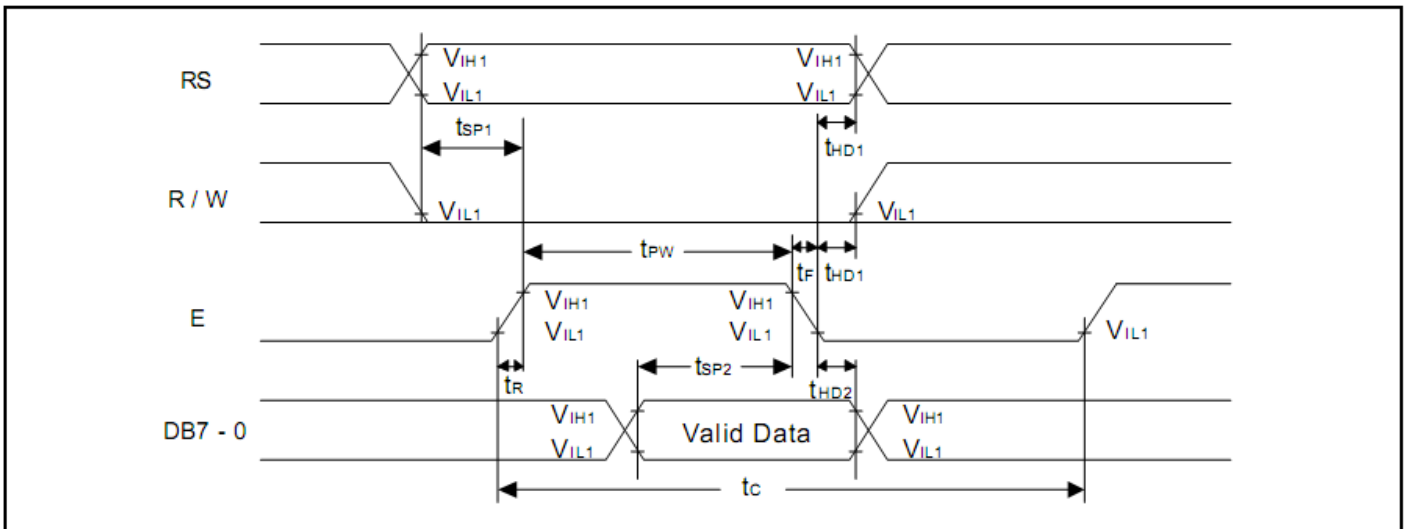 RS
VIH1
VIL1
VIH1
VIL1
tSP1
tHD1
R / W
VIL1
VIL1
tPW
tF
tHD1
E
VIH1
VIL1
VIH1
VIL1
VIL1
tR
tSP2
tHD2
DB7 - 0
VIH1
VIL1
Valid Data
VIH1
VIL1
tC